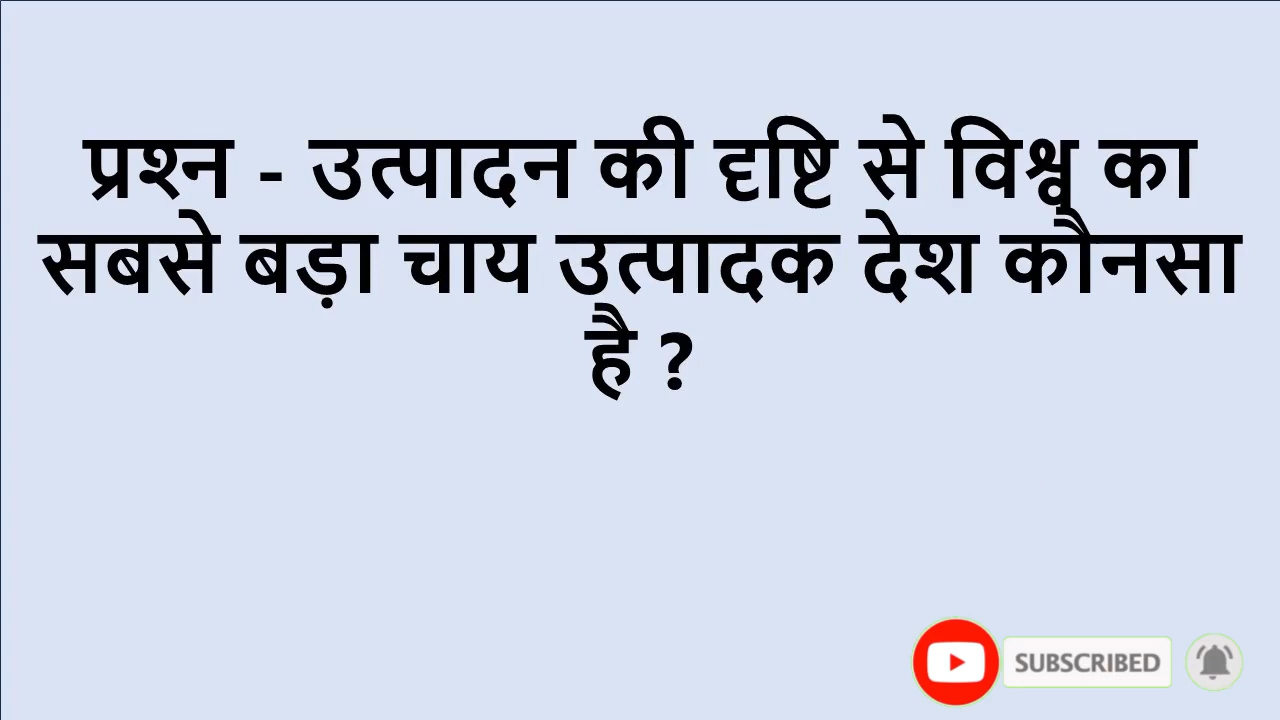 प्रश्न - उत्पादन की दृष्टि से विश्व का
सबसे बड़ा चाय उत्पादक देश कौनसा
है ?
SUBSCRIBED